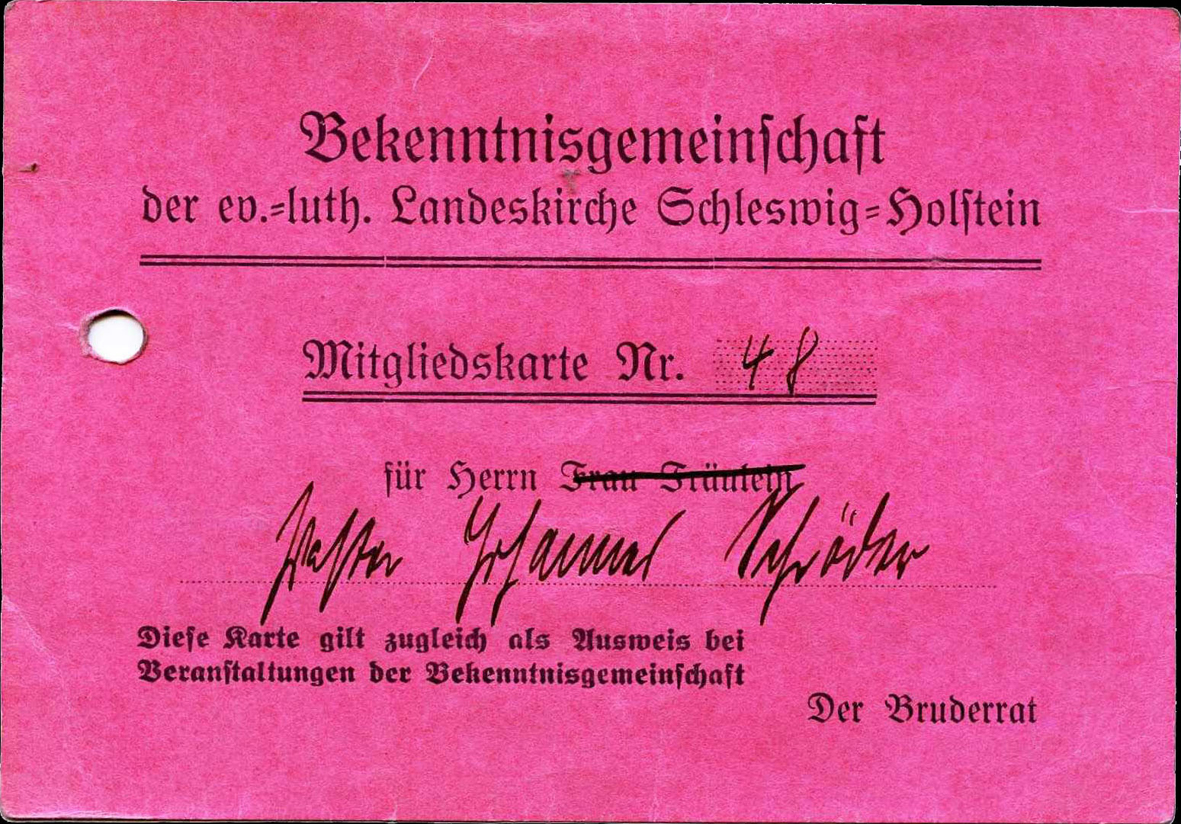 Bekenntnisgemeinschaft
der ev.=luth. Landeskirche Schleswig=Holstein
Mitgliedskarte Nr. 48
für Herrn Frau Fräulein
Pastor Johannes Schröder
Diese Karte gilt zugleich als Ausweis bei
Veranstaltungen der Bekenntnisgemeinschaft
Der Bruderrat